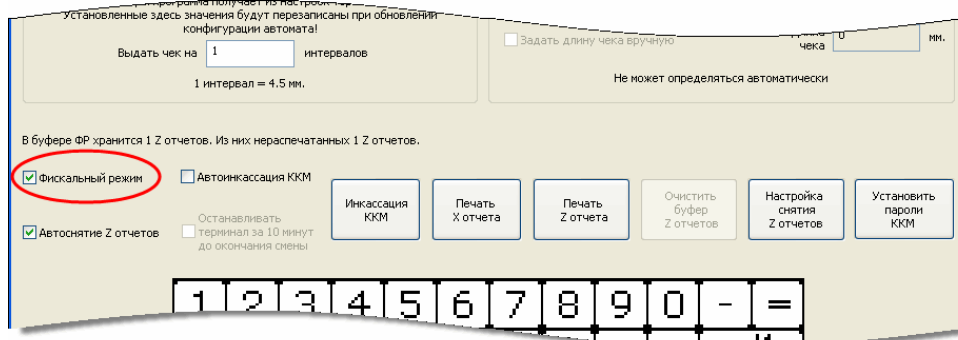 программа получает из настроек
Установленные здесь значения будут перезаписаны при обновлении
конфигурации автомата!
Выдать чек на 1 интервалов
1 интервал = 4.5 мм.
Задать длину чека вручную
чека 0 мм.
Не может определяться автоматически
В буфере ФР хранится 1 Z отчетов. Из них нераспечатанных 1 Z отчетов.
Фискальный режим
Автоинкассация ККМ
Автоснятие Z отчетов
Останавливать
терминал за 10 минут
до окончания смены
Инкассация
ККМ
Печать
X отчета
Печать
Z отчета
Очистить
буфер
Z отчетов
Настройка
снятия
Z отчетов
Установить
пароли
ККМ
1 2 3 4 5 6 7 8 9 0 - =